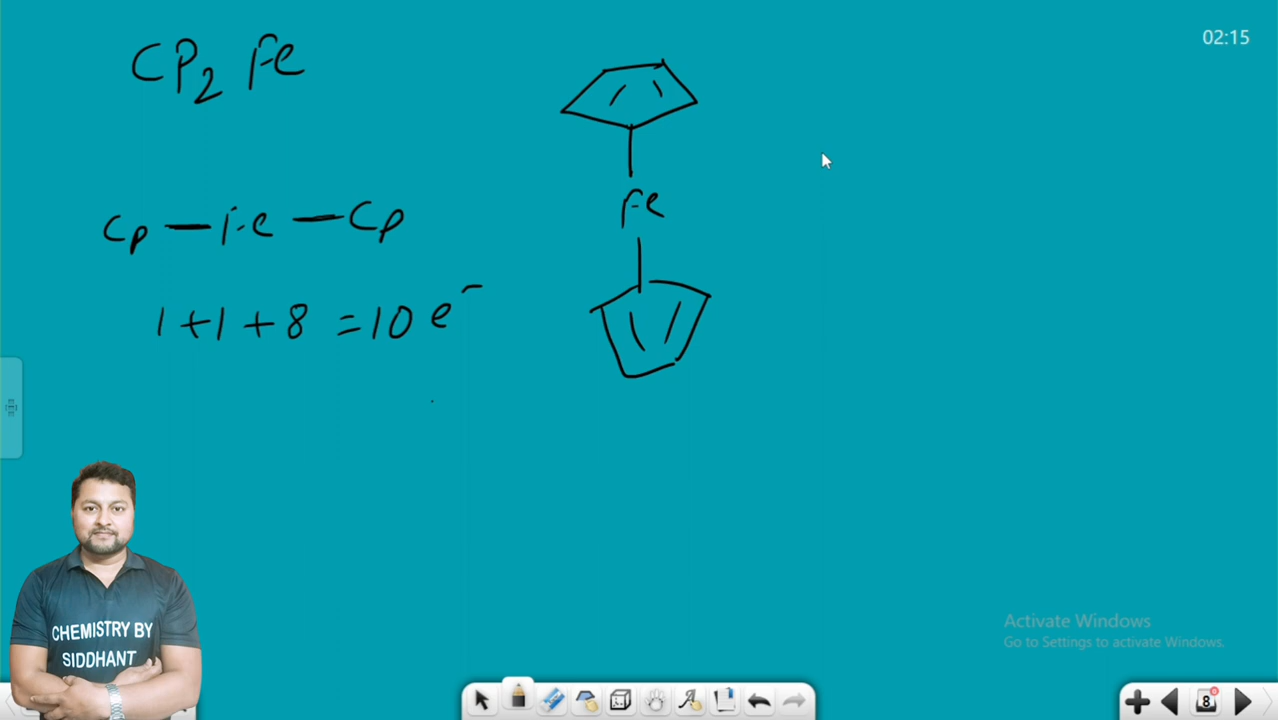 CP2 Fe
02:15
Fe
Cp — Fe — Cp
1 + 1 + 8 = 10 e⁻
CHEMISTRY BY
SIDDHANT
Activate Windows
Go to Settings to activate Windows.
8